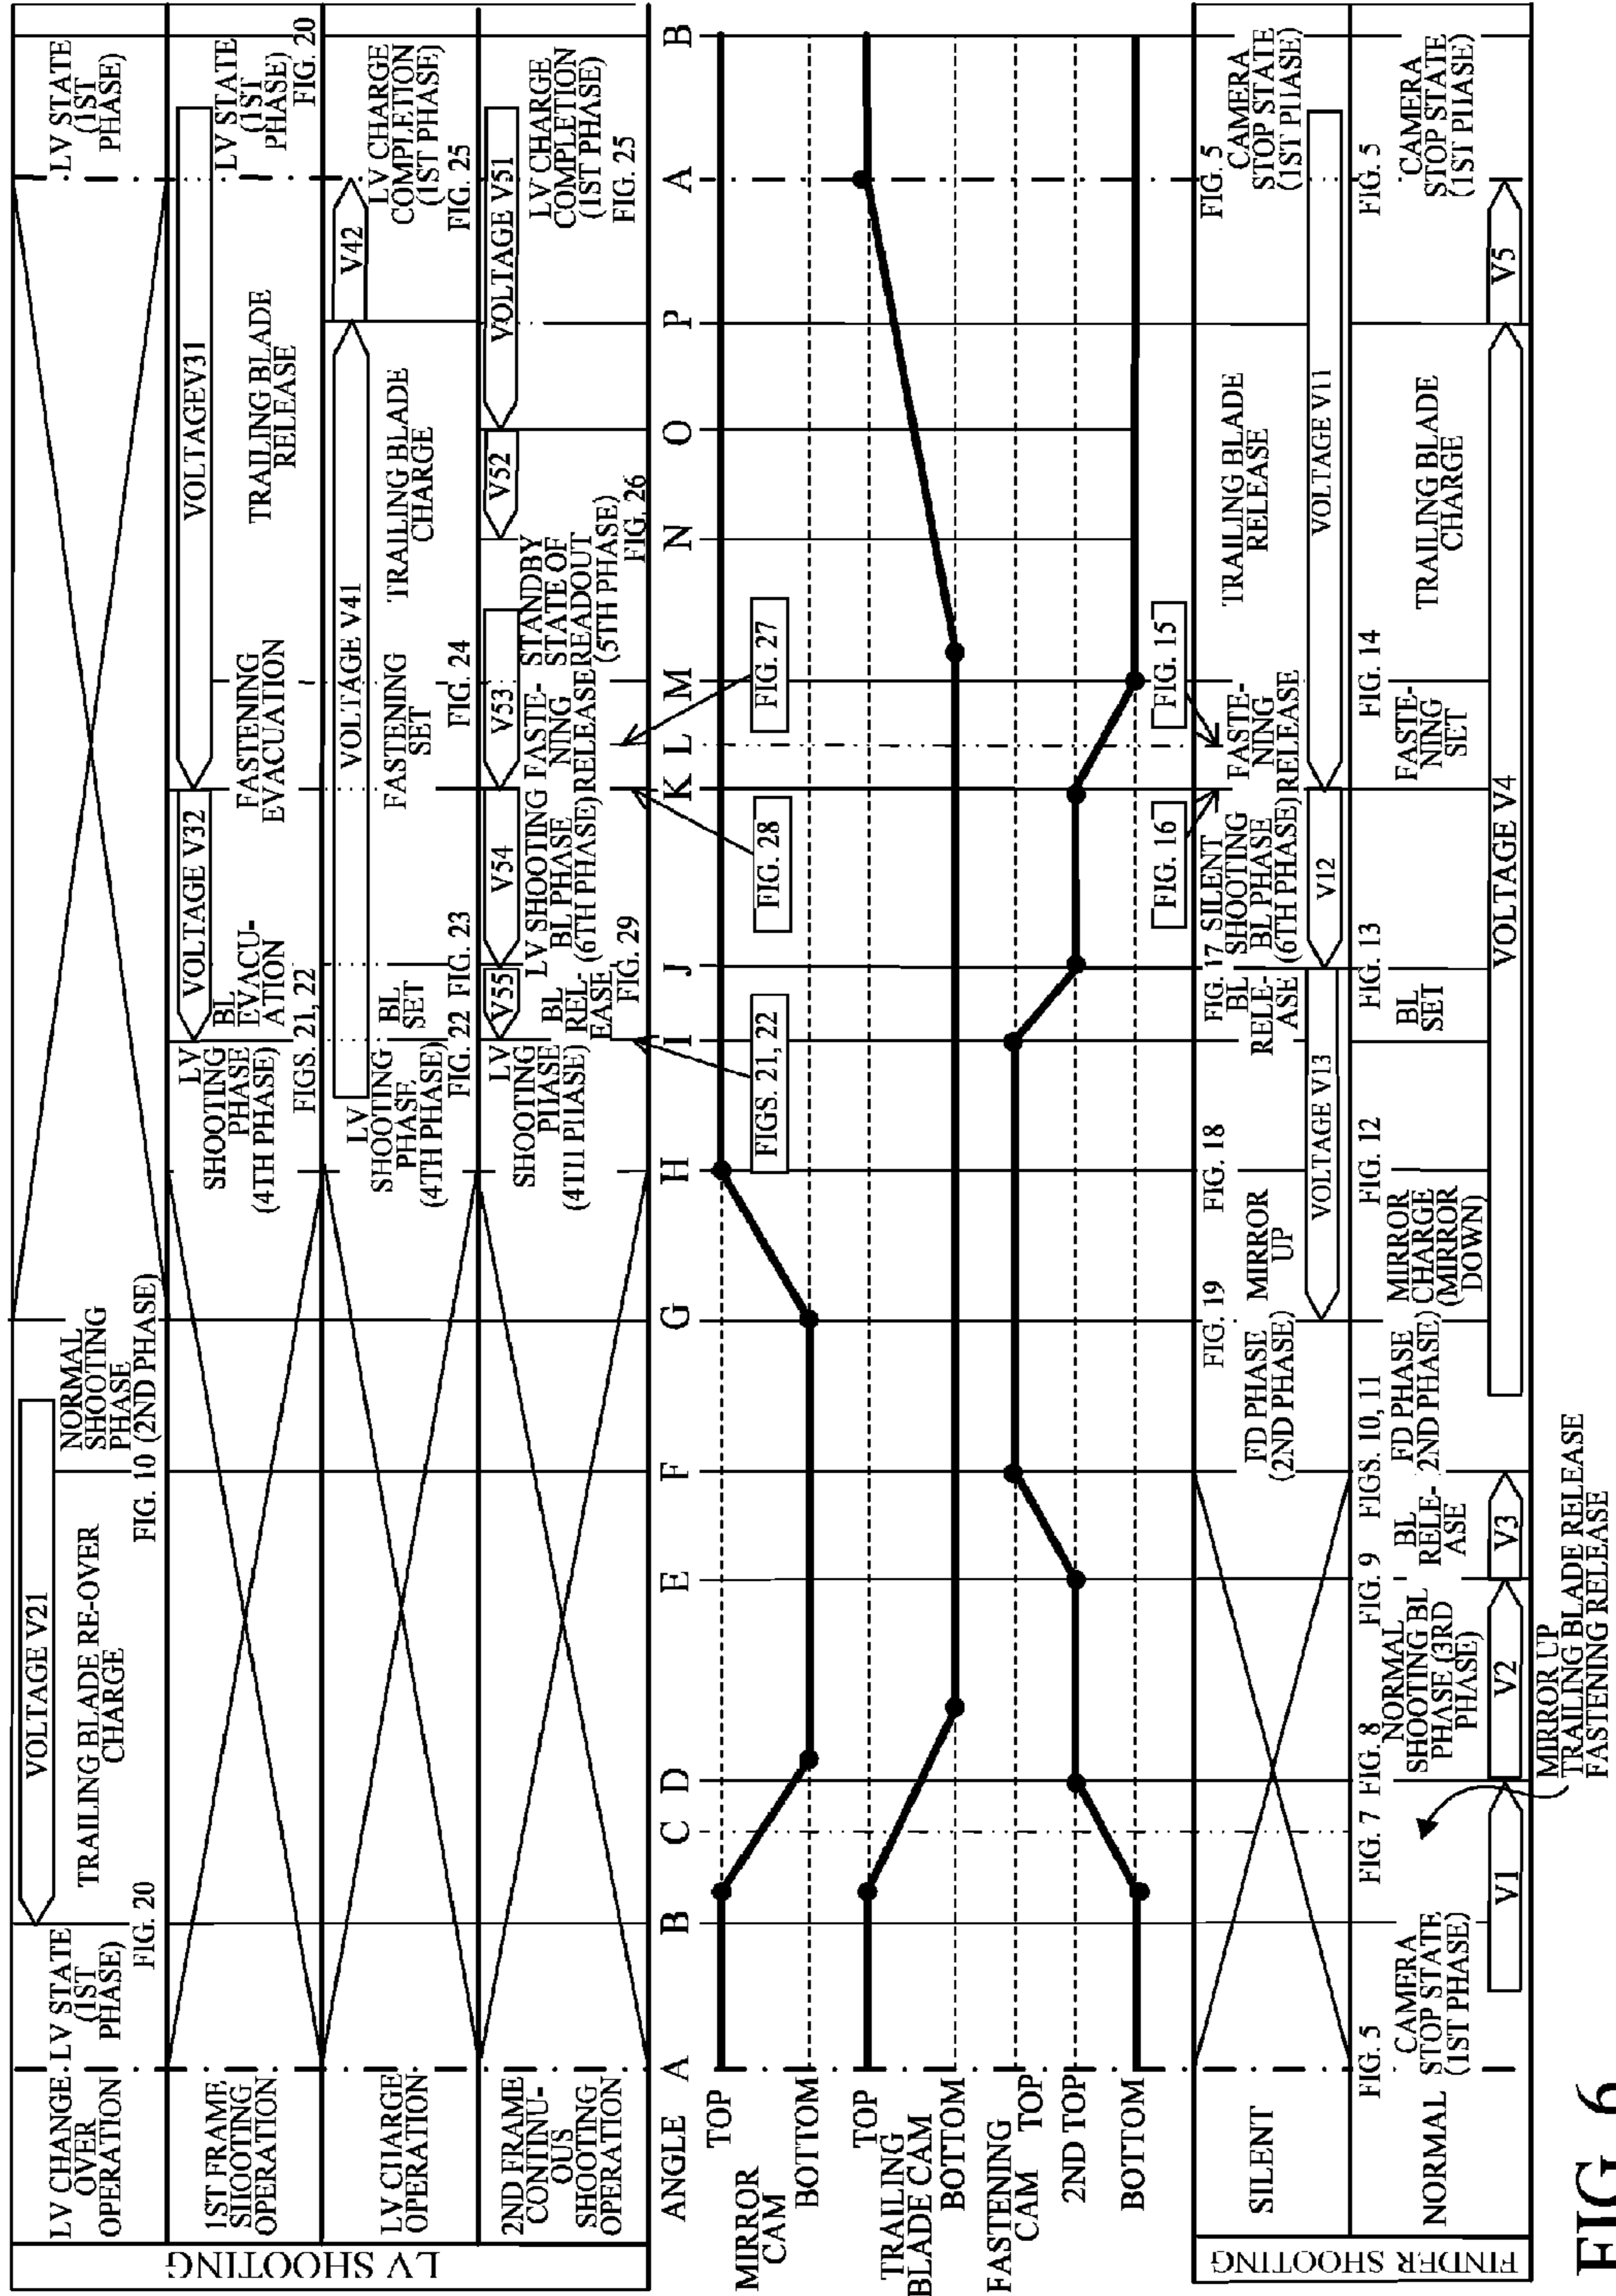 LV SHOOTING
LV CHANGE
OVER
OPERATION
LV STATE
(1ST
PHASE)
FIG. 20
VOLTAGE V21
TRAILING BLADE RE-OVER
CHARGE
NORMAL
SHOOTING
PHASE
FIG. 10 (2ND PHASE)
LV STATE
(1ST
PHASE)
1ST FRAME
SHOOTING
OPERATION
LV
SHOOTING
PHASE
(4TH PHASE)
FIGS. 21, 22
VOLTAGE V32
BL
EVACU-
ATION
FASTENING
EVACUATION
VOLTAGEV31
TRAILING BLADE
RELEASE
LV STATE
(1ST
PHASE)
FIG. 20
LV CHARGE
OPERATION
LV
SHOOTING
PHASE
(4TH PHASE)
FIG. 22
VOLTAGE V41
BL
SET
FIG. 23
FASTENING
SET
FIG. 24
TRAILING BLADE
CHARGE
V42
LV CHARGE
COMPLETION
(1ST PHASE)
FIG. 25
2ND FRAME
CONTINU-
OUS
SHOOTING
OPERATION
LV
SHOOTING
PHASE
(4TH PHASE)
V55
BL
REL-
EASE
FIG. 29
V54
LV SHOOTING
BL PHASE
(6TH PHASE)
V53
FASTE-
NING
RELEASE
STANDBY
STATE OF
READOUT
(5TH PHASE)
FIG. 26
V52
VOLTAGE V51
LV CHARGE
COMPLETION
(1ST PHASE)
FIG. 25
ANGLE A B C D E F G H I J K L M N O P A B
MIRROR
CAM
TOP
BOTTOM
FIGS. 21, 22
FIG. 28
FIG. 27
TRAILING
BLADE CAM
TOP
BOTTOM
FASTENING
CAM
TOP
2ND TOP
BOTTOM
FIG. 16
FIG. 15
FINDER SHOOTING
SILENT
FIG. 19
FD PHASE
(2ND PHASE)
MIRROR
UP
FIG. 18
VOLTAGE V13
FIG. 17
BL
RELE-
ASE
SILENT
SHOOTING
BL PHASE
(6TH PHASE)
V12
FASTE-
NING
RELEASE
TRAILING BLADE
RELEASE
VOLTAGE V11
FIG. 5
CAMERA
STOP STATE
(1ST PHASE)
NORMAL
FIG. 5
CAMERA
STOP STATE
(1ST PHASE)
V1
FIG. 7
FIG. 8
NORMAL
SHOOTING BL
PHASE (3RD
PHASE)
V2
FIG. 9
BL
RELE-
ASE
V3
FIGS. 10, 11
FD PHASE
(2ND PHASE)
MIRROR
CHARGE
(MIRROR
DOWN)
FIG. 12
BL
SET
FIG. 13
VOLTAGE V4
FASTE-
NING
SET
FIG. 14
TRAILING BLADE
CHARGE
FIG. 5
CAMERA
STOP STATE
(1ST PHASE)
V5
MIRROR UP
TRAILING BLADE RELEASE
FASTENING RELEASE
FIG. 6